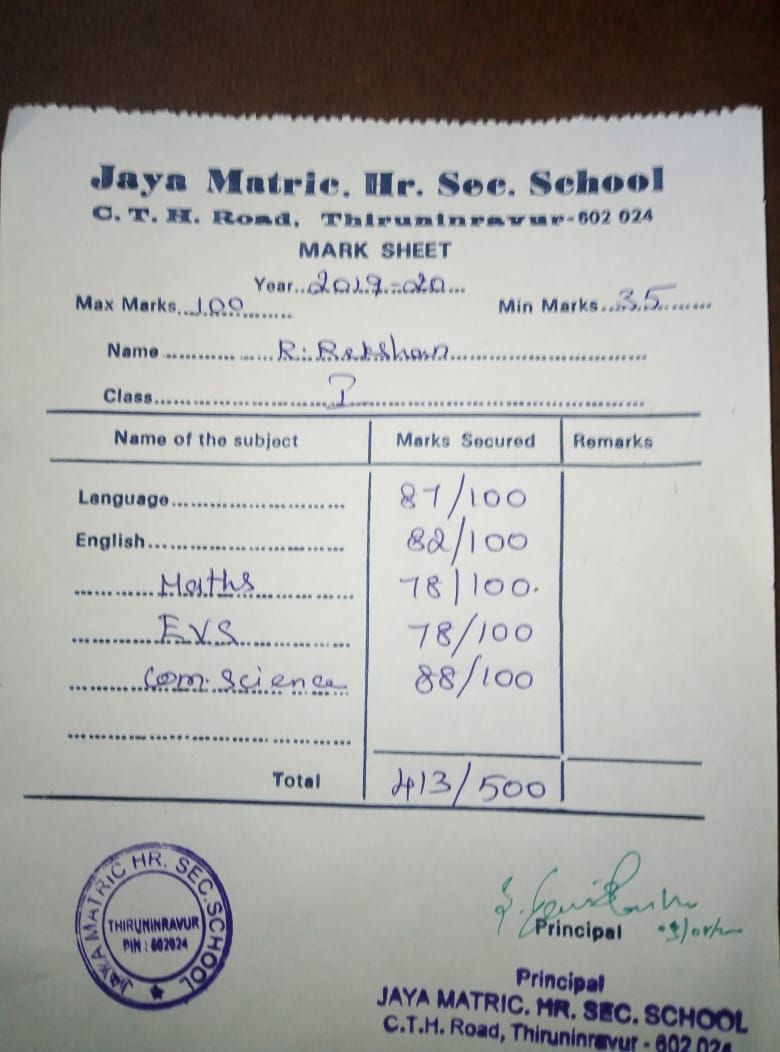 Jaya Matric. Hr. Sec. School
C. T. H. Road, Thiruninravur-602 024
MARK SHEET
Year..2019-20...
Max Marks...100........ Min Marks...35........
Name .................. R. Rakshan..............................
Class..............................I..............................
Name of the subject Marks Secured Remarks
Language.............................. 87/100
English.............................. 82/100
............Maths............... 78/100.
............EVS............... 78/100
............Com. Science 88/100
..........................................
Total 413/500
JAYA MATRIC HR. SEC. SCHOOL
THIRUNINRAVUR
PIN : 602024
Principal
Principal
JAYA MATRIC. HR. SEC. SCHOOL
C.T.H. Road, Thiruninravur - 602 024